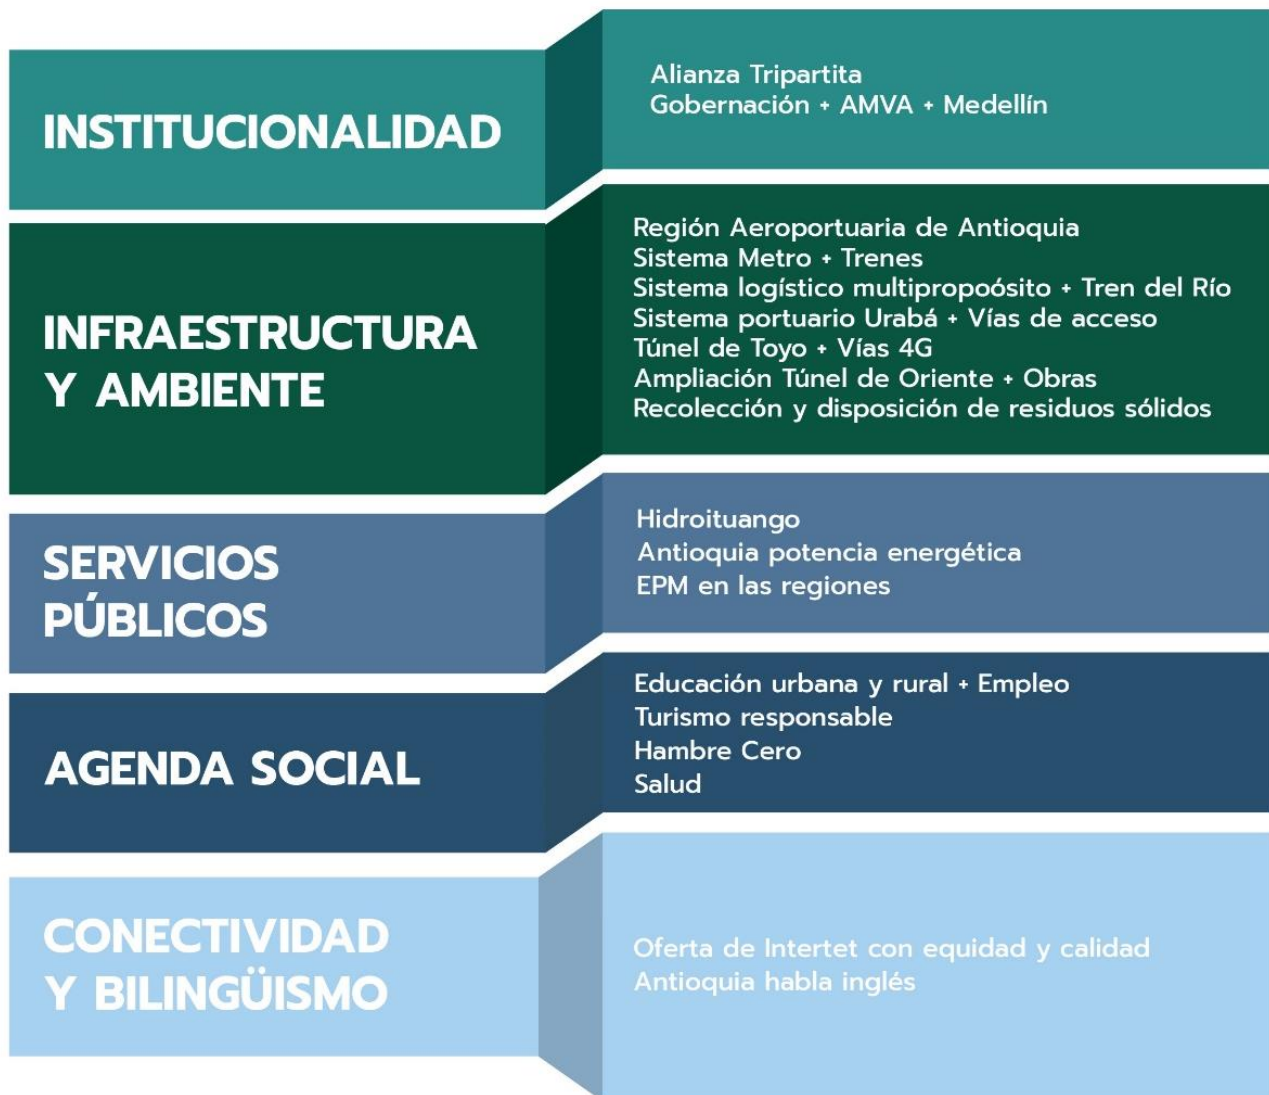 INSTITUCIONALIDAD
Alianza Tripartita
Gobernación + AMVA + Medellín
INFRAESTRUCTURA
Y AMBIENTE
Región Aeroportuaria de Antioquia
Sistema Metro + Trenes
Sistema logístico multipropoósito + Tren del Río
Sistema portuario Urabá + Vías de acceso
Túnel de Toyo + Vías 4G
Ampliación Túnel de Oriente + Obras
Recolección y disposición de residuos sólidos
SERVICIOS
PÚBLICOS
Hidroituango
Antioquia potencia energética
EPM en las regiones
AGENDA SOCIAL
Educación urbana y rural + Empleo
Turismo responsable
Hambre Cero
Salud
CONECTIVIDAD
Y BILINGÜISMO
Oferta de Intertet con equidad y calidad
Antioquia habla inglés